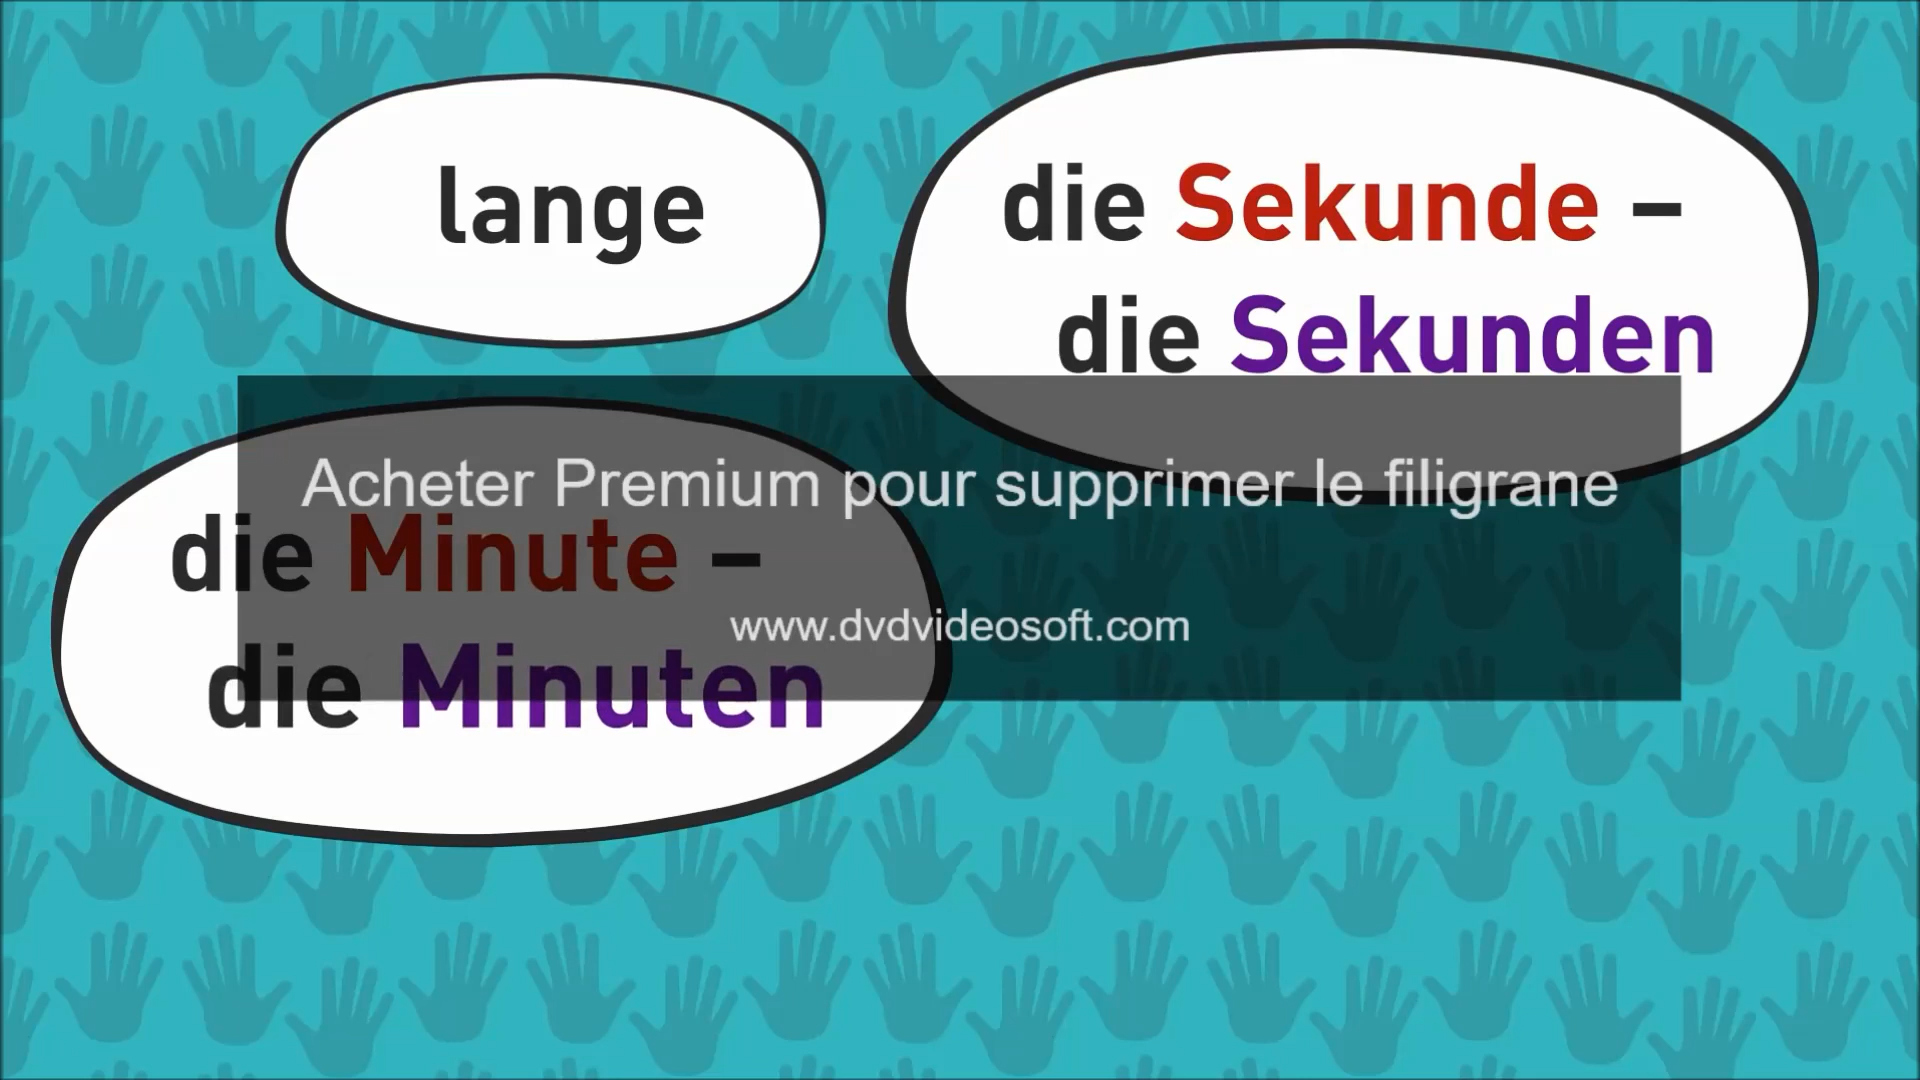 lange
die Sekunde –
die Sekunden
Acheter Premium pour supprimer le filigrane
die Minute –
www.dvdvideosoft.com
die Minuten